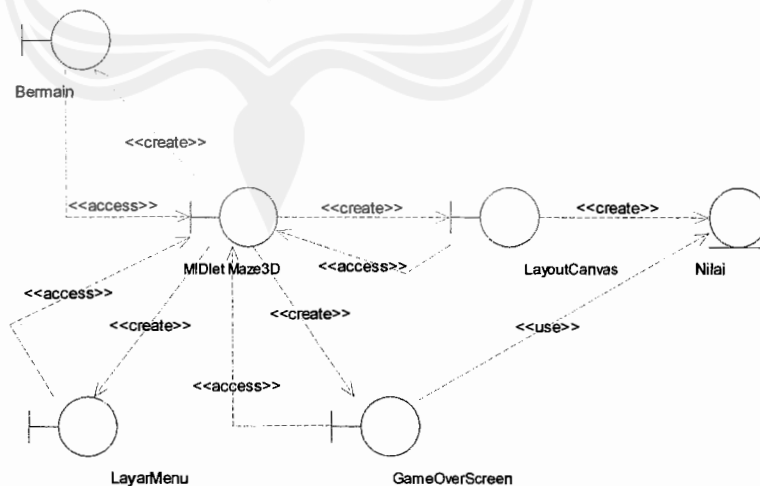 Bermain
<<create>>
<<access>>
<<create>>
<<create>>
MIDlet Maze3D
<<access>>
LayoutCanvas
Nilai
<<access>>
<<create>>
<<create>>
<<use>>
<<access>>
LayarMenu
GameOverScreen